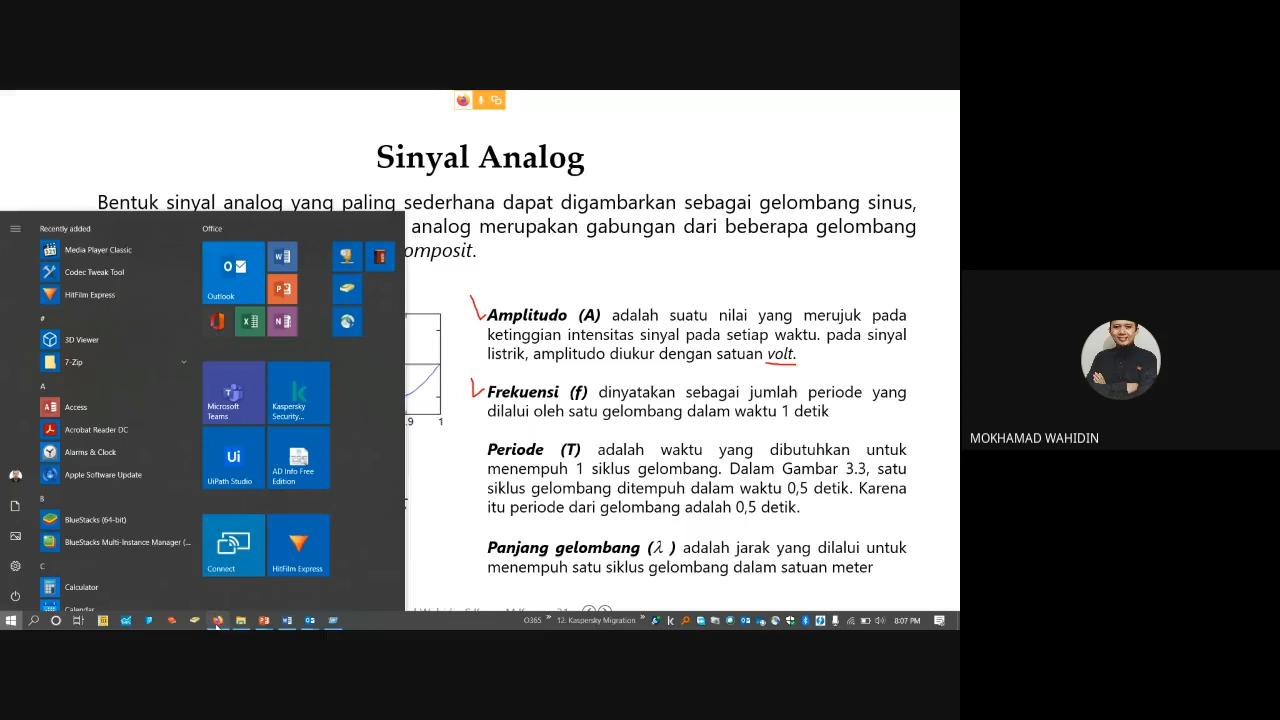 Sinyal Analog
Bentuk sinyal analog yang paling sederhana dapat digambarkan sebagai gelombang sinus,
analog merupakan gabungan dari beberapa gelombang
omposit.
Amplitudo (A) adalah suatu nilai yang merujuk pada
ketinggian intensitas sinyal pada setiap waktu. pada sinyal
listrik, amplitudo diukur dengan satuan volt.
Frekuensi (f) dinyatakan sebagai jumlah periode yang
dilalui oleh satu gelombang dalam waktu 1 detik
Periode (T) adalah waktu yang dibutuhkan untuk
menempuh 1 siklus gelombang. Dalam Gambar 3.3, satu
siklus gelombang ditempuh dalam waktu 0,5 detik. Karena
itu periode dari gelombang adalah 0,5 detik.
Panjang gelombang (λ ) adalah jarak yang dilalui untuk
menempuh satu siklus gelombang dalam satuan meter
.9 1
Recently added
Media Player Classic
Codec Tweak Tool
HitFilm Express
#
3D Viewer
7-Zip
A
Access
Acrobat Reader DC
Alarms & Clock
Apple Software Update
B
BlueStacks (64-bit)
BlueStacks Multi-Instance Manager (...
C
Calculator
Calendar
Office
Outlook
Microsoft
Teams
Kaspersky
Security...
Ui
UiPath Studio
AD Info Free
Edition
Connect
HitFilm Express
O365 » 12. Kaspersky Migration »
8:07 PM
MOKHAMAD WAHIDIN